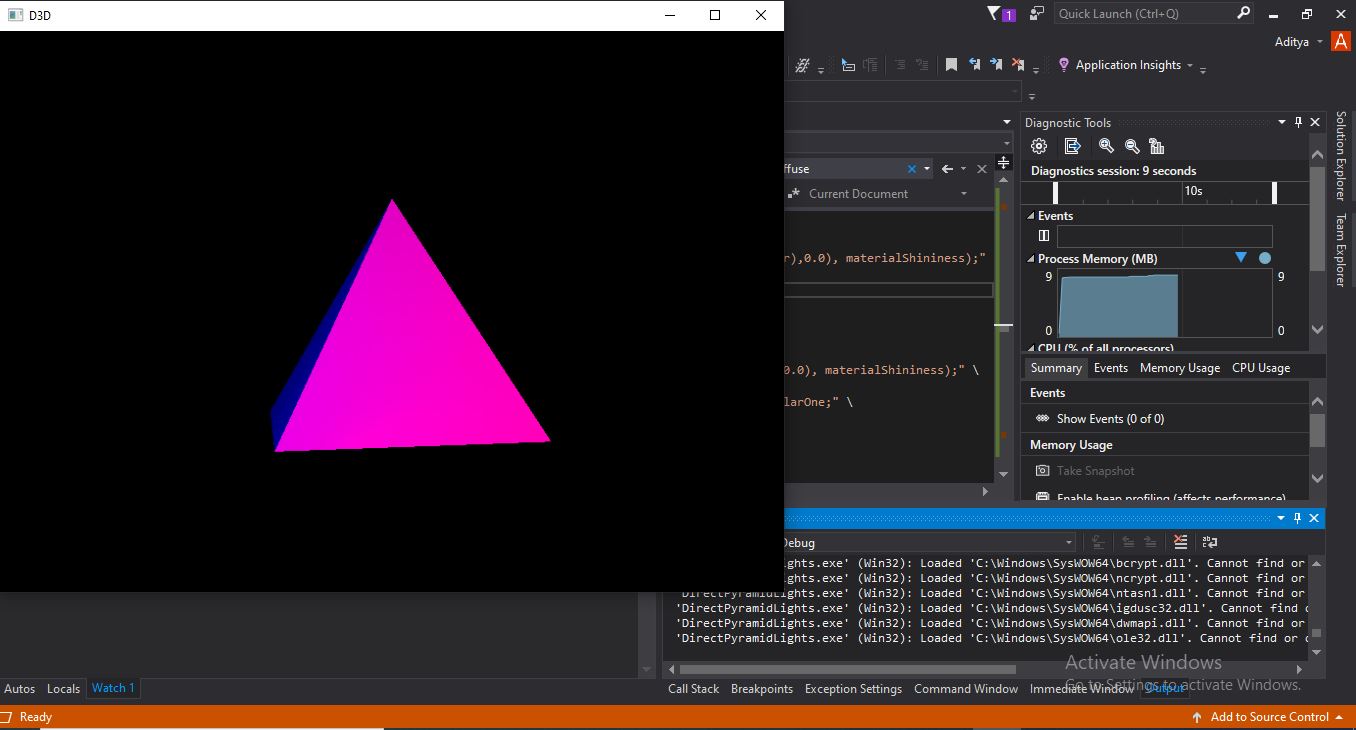 D3D
1
Quick Launch (Ctrl+Q)
Aditya
A
Application Insights
Diagnostic Tools
Solution Explorer
Team Explorer
Diagnostics session: 9 seconds
10s
Events
Process Memory (MB)
9
9
0
0
CPU (% of all processors)
Summary Events Memory Usage CPU Usage
Events
Show Events (0 of 0)
Memory Usage
Take Snapshot
Enable heap profiling (affects performance)
ffuse
Current Document
r),0.0), materialShininess);"
0.0), materialShininess);" \
larOne;" \
Debug
ights.exe' (Win32): Loaded 'C:\Windows\SysWOW64\bcrypt.dll'. Cannot find or
ights.exe' (Win32): Loaded 'C:\Windows\SysWOW64\ncrypt.dll'. Cannot find or
'DirectPyramidLights.exe' (Win32): Loaded 'C:\Windows\SysWOW64\ntasn1.dll'. Cannot find or
'DirectPyramidLights.exe' (Win32): Loaded 'C:\Windows\SysWOW64\igdusc32.dll'. Cannot find
'DirectPyramidLights.exe' (Win32): Loaded 'C:\Windows\SysWOW64\dwmapi.dll'. Cannot find or
'DirectPyramidLights.exe' (Win32): Loaded 'C:\Windows\SysWOW64\ole32.dll'. Cannot find or
Activate Windows
Go to Settings to activate Windows.
Autos Locals Watch 1
Call Stack Breakpoints Exception Settings Command Window Immediate Window Output
Ready
Add to Source Control